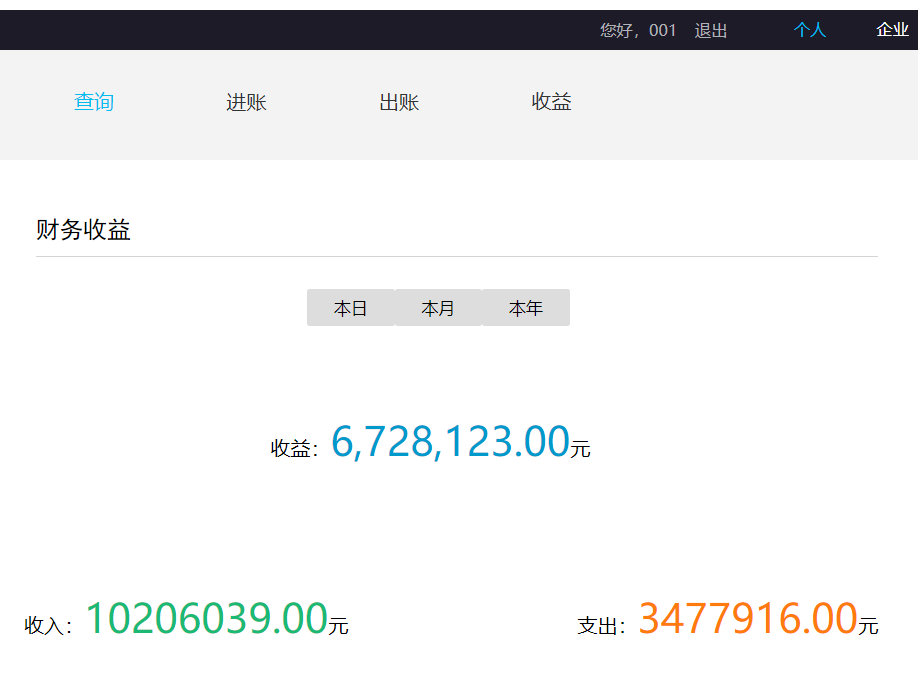 您好，001 退出 个人 企业
查询 进账 出账 收益
财务收益
本日 本月 本年
收益：6,728,123.00元
收入：10206039.00元 支出：3477916.00元